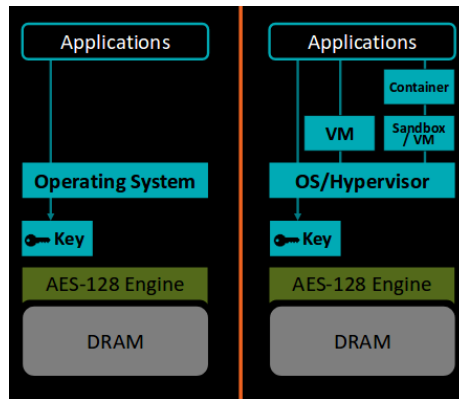 Applications
Operating System
Key
AES-128 Engine
DRAM
Applications
Container
VM
Sandbox
/ VM
OS/Hypervisor
Key
AES-128 Engine
DRAM